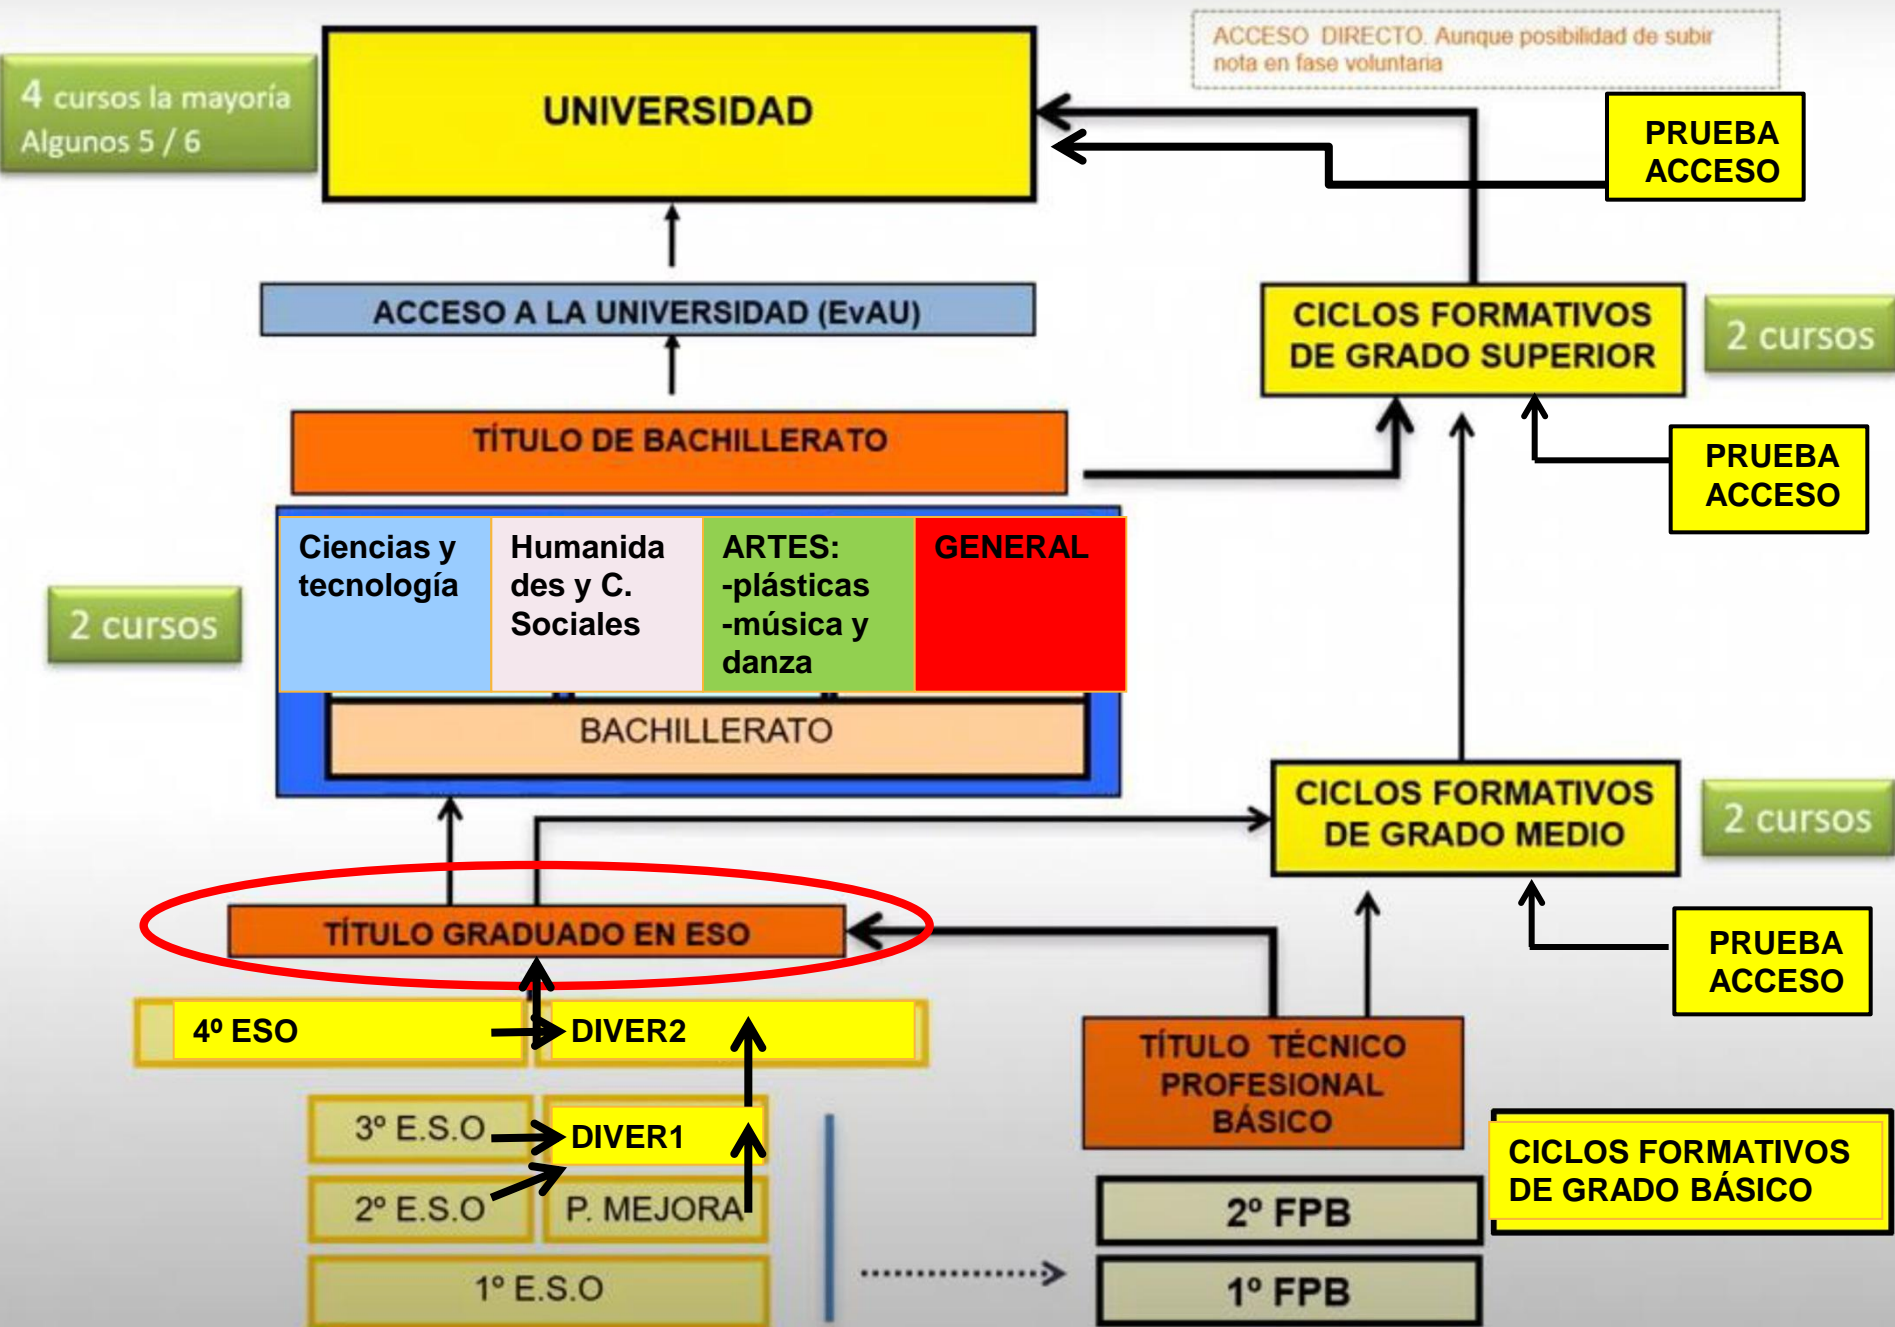 ACCESO DIRECTO. Aunque posibilidad de subir
nota en fase voluntaria
4 cursos la mayoría
Algunos 5 / 6
UNIVERSIDAD
PRUEBA
ACCESO
ACCESO A LA UNIVERSIDAD (EvAU)
CICLOS FORMATIVOS
DE GRADO SUPERIOR
2 cursos
TÍTULO DE BACHILLERATO
PRUEBA
ACCESO
2 cursos
Ciencias y
tecnología
Humanida
des y C.
Sociales
ARTES:
-plásticas
-música y
danza
GENERAL
BACHILLERATO
CICLOS FORMATIVOS
DE GRADO MEDIO
2 cursos
TÍTULO GRADUADO EN ESO
PRUEBA
ACCESO
4º ESO
DIVER2
TÍTULO TÉCNICO
PROFESIONAL
BÁSICO
3º E.S.O
DIVER1
CICLOS FORMATIVOS
DE GRADO BÁSICO
2º E.S.O
P. MEJORA
2º FPB
1º E.S.O
1º FPB